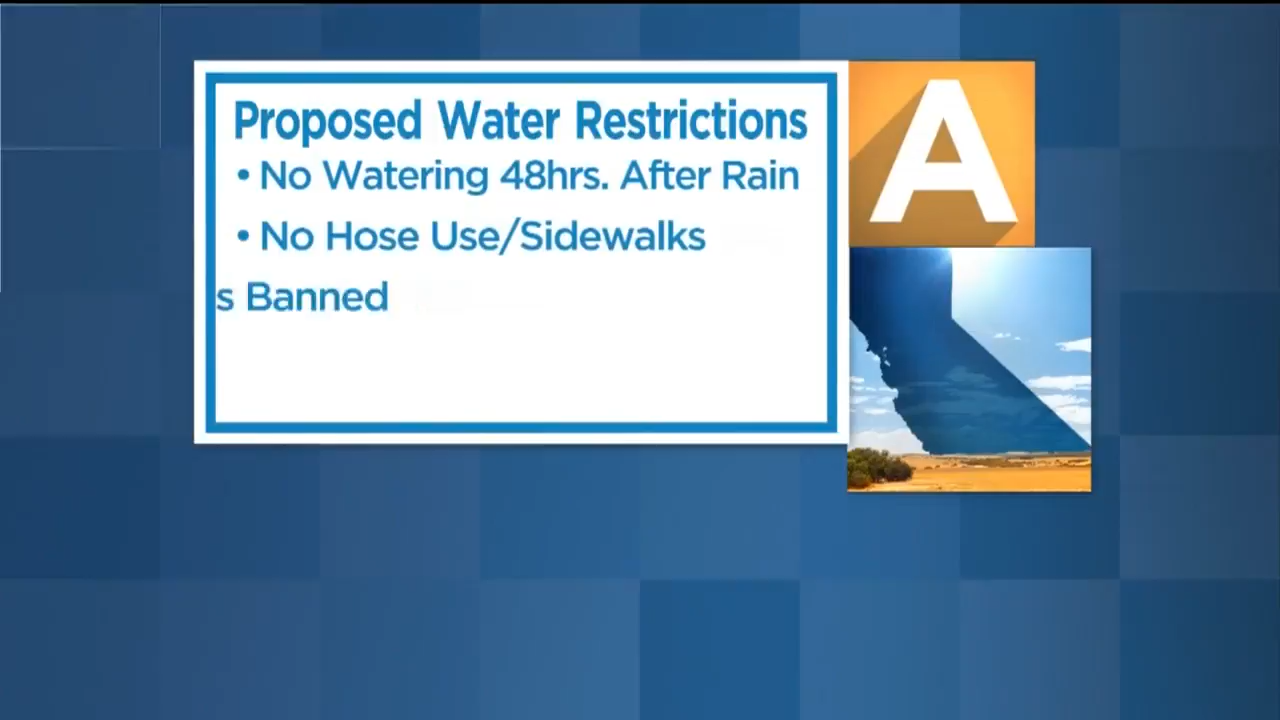 Proposed Water Restrictions
• No Watering 48hrs. After Rain
• No Hose Use/Sidewalks
s Banned
A